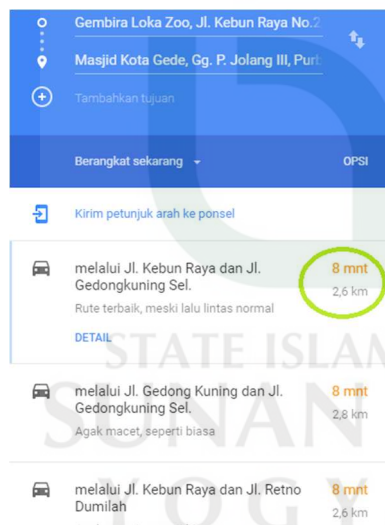 Gembira Loka Zoo, Jl. Kebun Raya No.2
Masjid Kota Gede, Gg. P. Jolang III, Purb
Tambahkan tujuan
Berangkat sekarang
OPSI
Kirim petunjuk arah ke ponsel
melalui Jl. Kebun Raya dan Jl. 8 mnt
Gedongkuning Sel. 2,6 km
Rute terbaik, meski lalu lintas normal
DETAIL
STATE ISLAM
SUNAN
melalui Jl. Gedong Kuning dan Jl. 8 mnt
Gedongkuning Sel. 2,8 km
Agak macet, seperti biasa
YOGY
melalui Jl. Kebun Raya dan Jl. Retno 8 mnt
Dumilah 2,6 km